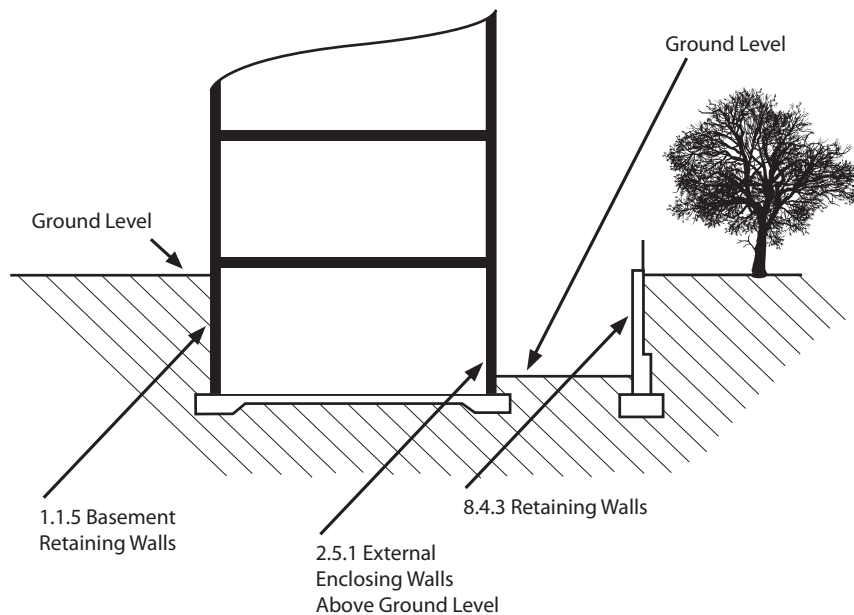 Ground Level
Ground Level
1.1.5 Basement
Retaining Walls
8.4.3 Retaining Walls
2.5.1 External
Enclosing Walls
Above Ground Level